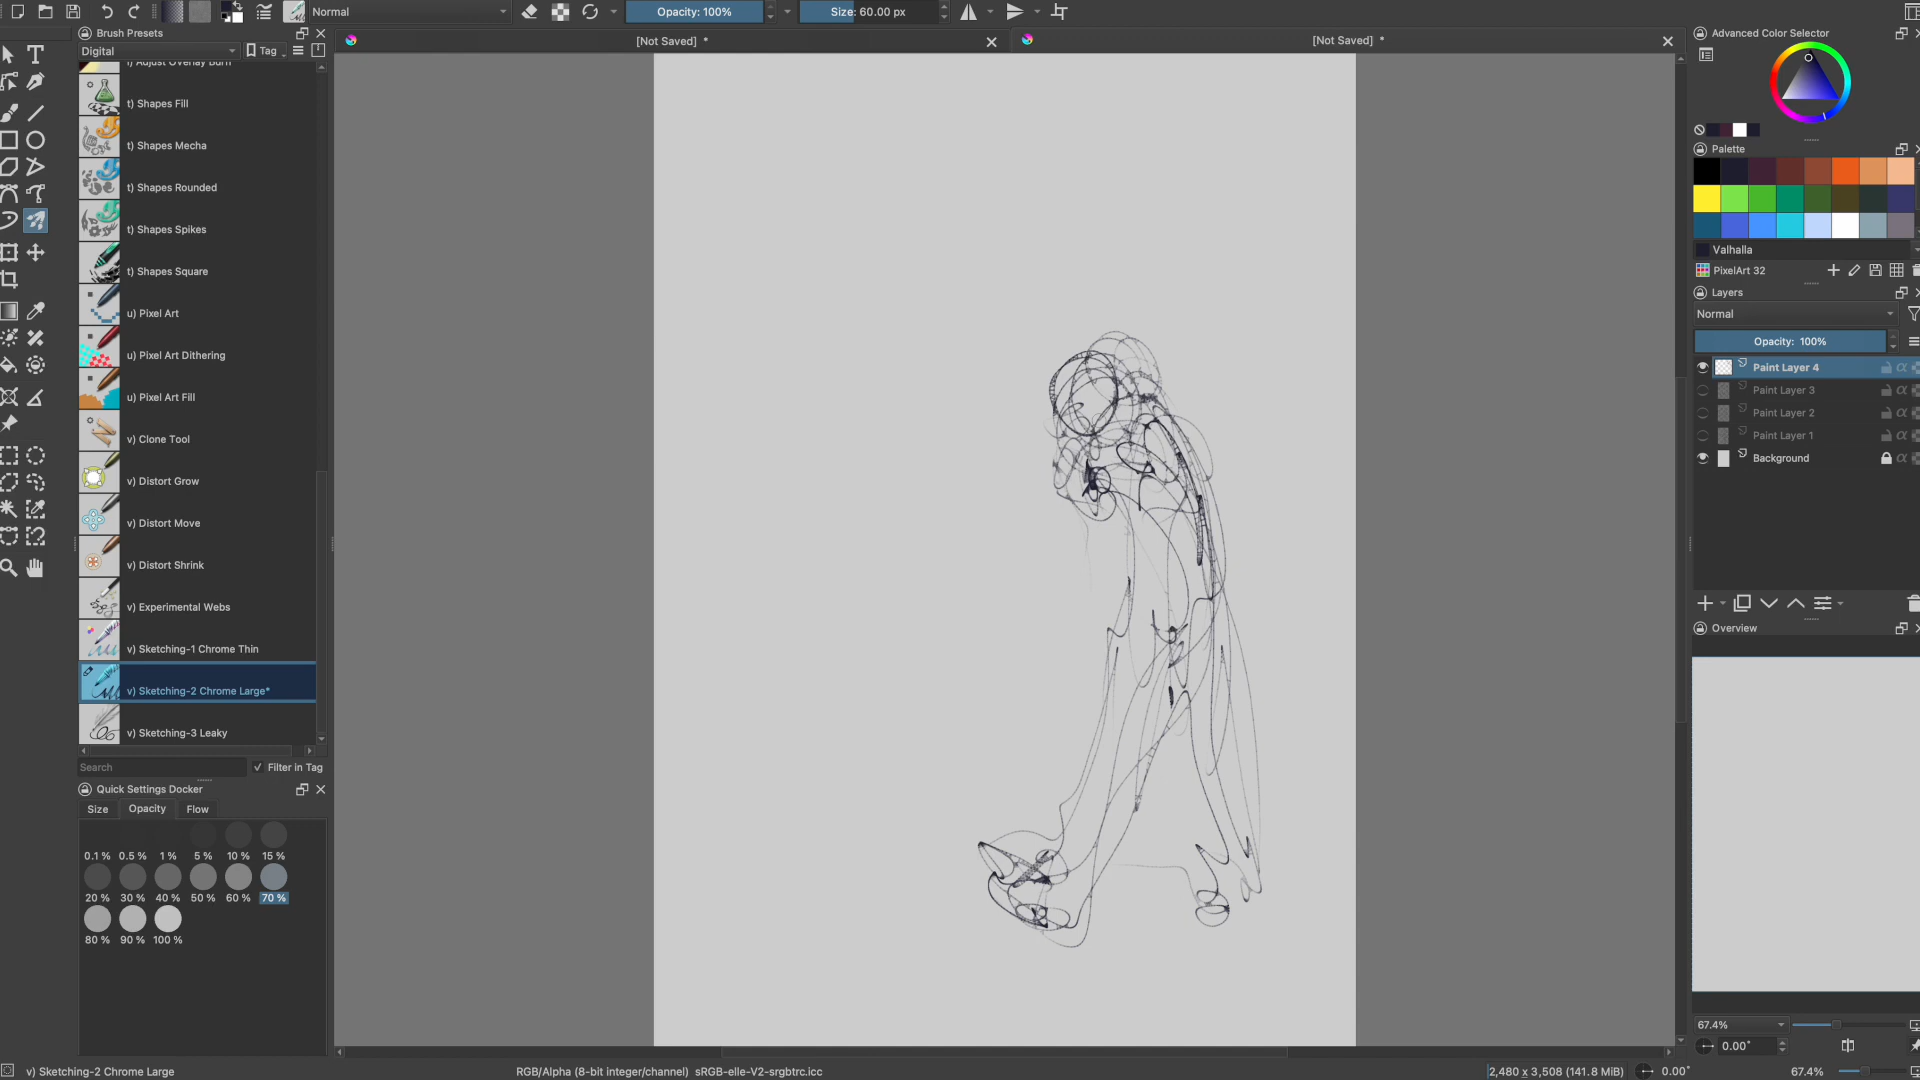 Normal
Opacity: 100%
Size: 60.00 px
Brush Presets
Digital
Tag
[Not Saved] *
[Not Saved] *
Advanced Color Selector
i) Adjust Overlay Burn
t) Shapes Fill
t) Shapes Mecha
t) Shapes Rounded
t) Shapes Spikes
t) Shapes Square
u) Pixel Art
u) Pixel Art Dithering
u) Pixel Art Fill
v) Clone Tool
v) Distort Grow
v) Distort Move
v) Distort Shrink
v) Experimental Webs
v) Sketching-1 Chrome Thin
v) Sketching-2 Chrome Large*
v) Sketching-3 Leaky
Search
Filter in Tag
Quick Settings Docker
Size Opacity Flow
0.1 % 0.5 % 1 % 5 % 10 % 15 %
20 % 30 % 40 % 50 % 60 % 70 %
80 % 90 % 100 %
Palette
Valhalla
PixelArt 32
Layers
Normal
Opacity: 100%
Paint Layer 4
Paint Layer 3
Paint Layer 2
Paint Layer 1
Background
Overview
67.4%
0.00°
v) Sketching-2 Chrome Large
RGB/Alpha (8-bit integer/channel) sRGB-elle-V2-srgbtrc.icc
2,480 x 3,508 (141.8 MiB)
0.00°
67.4%